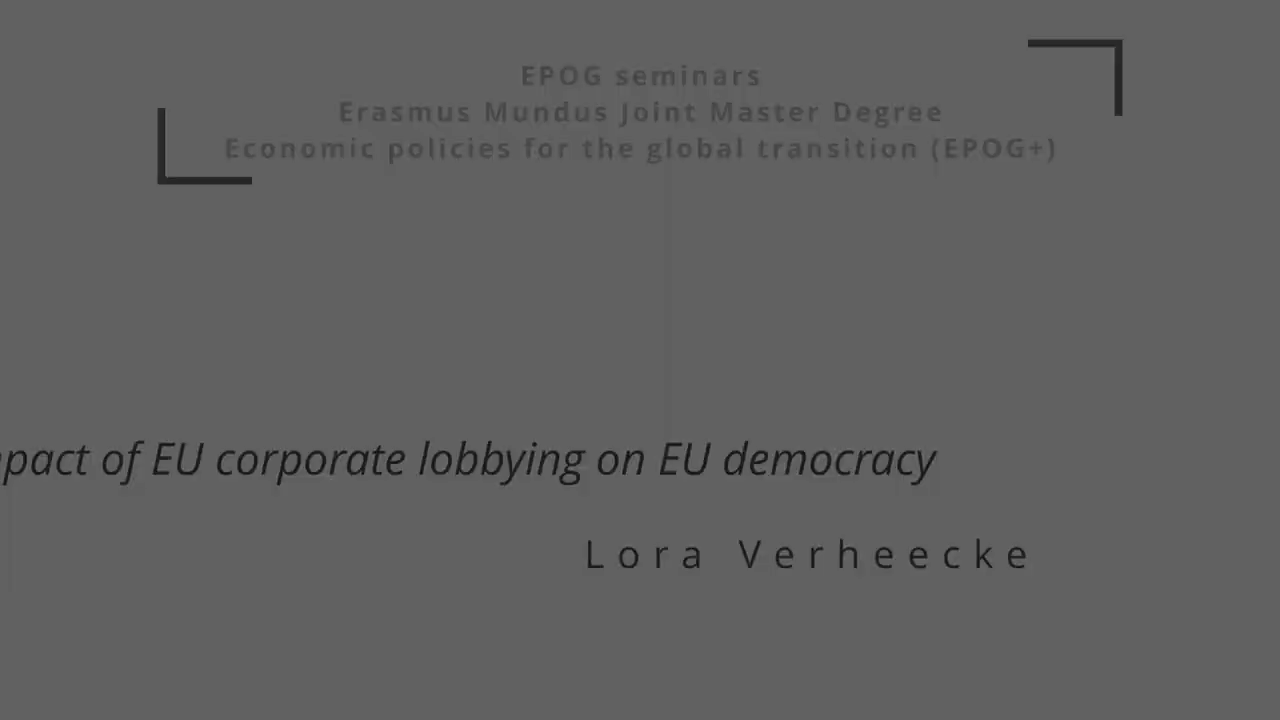 EPOG seminars
Erasmus Mundus Joint Master Degree
Economic policies for the global transition (EPOG+)
pact of EU corporate lobbying on EU democracy
Lora Verheecke